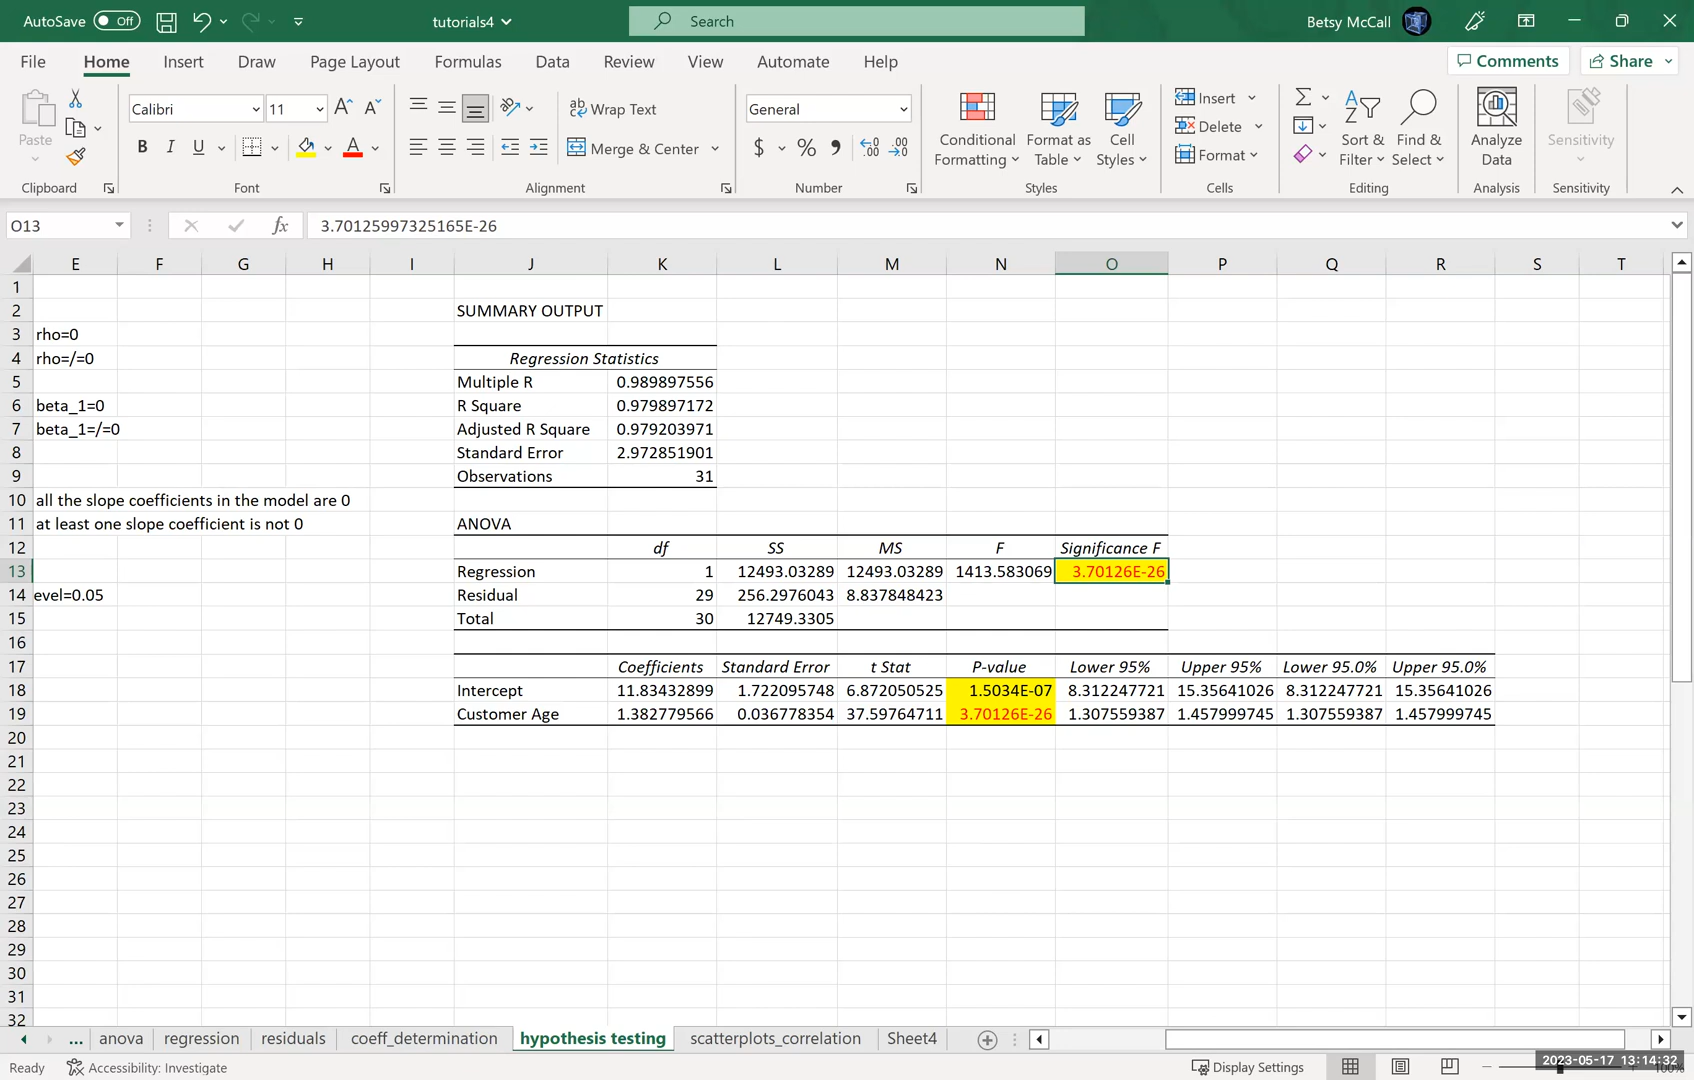 AutoSave Off tutorials4 Search Betsy McCall
File Home Insert Draw Page Layout Formulas Data Review View Automate Help Comments Share
Paste Calibri 11 A A Wrap Text General Conditional Formatting Format as Table Cell Styles Insert Sort & Filter Find & Select Analyze Data Sensitivity
B I U A Merge & Center $ % Delete
Format
Clipboard Font Alignment Number Styles Cells Editing Analysis Sensitivity
O13 fx 3.70125997325165E-26
E F G H I J K L M N O P Q R S T
1
2 SUMMARY OUTPUT
3 rho=0
4 rho=/=0 Regression Statistics
5 Multiple R 0.989897556
6 beta_1=0 R Square 0.979897172
7 beta_1=/=0 Adjusted R Square 0.979203971
8 Standard Error 2.972851901
9 Observations 31
10 all the slope coefficients in the model are 0
11 at least one slope coefficient is not 0 ANOVA
12 df SS MS F Significance F
13 Regression 1 12493.03289 12493.03289 1413.583069 3.70126E-26
14 evel=0.05 Residual 29 256.2976043 8.837848423
15 Total 30 12749.3305
16
17 Coefficients Standard Error t Stat P-value Lower 95% Upper 95% Lower 95.0% Upper 95.0%
18 Intercept 11.83432899 1.722095748 6.872050525 1.5034E-07 8.312247721 15.35641026 8.312247721 15.35641026
19 Customer Age 1.382779566 0.036778354 37.59764711 3.70126E-26 1.307559387 1.457999745 1.307559387 1.457999745
20
21
22
23
24
25
26
27
28
29
30
31
32
... anova regression residuals coeff_determination hypothesis testing scatterplots_correlation Sheet4
Ready Accessibility: Investigate Display Settings 2023-05-17 13:14:32 100%